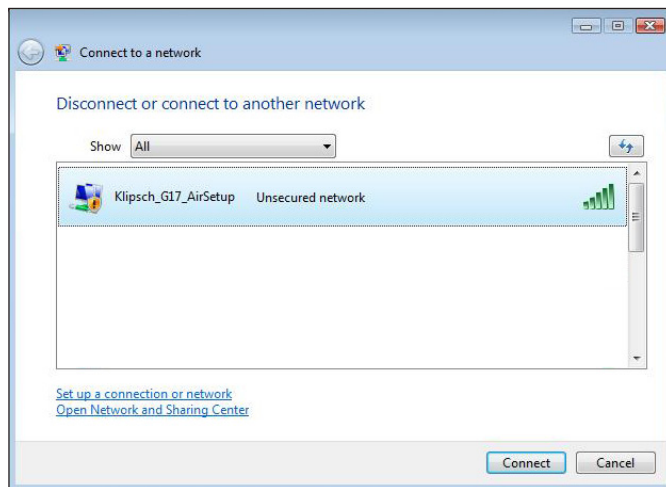 Connect to a network
Disconnect or connect to another network
Show All
Klipsch_G17_AirSetup Unsecured network
Set up a connection or network
Open Network and Sharing Center
Connect Cancel